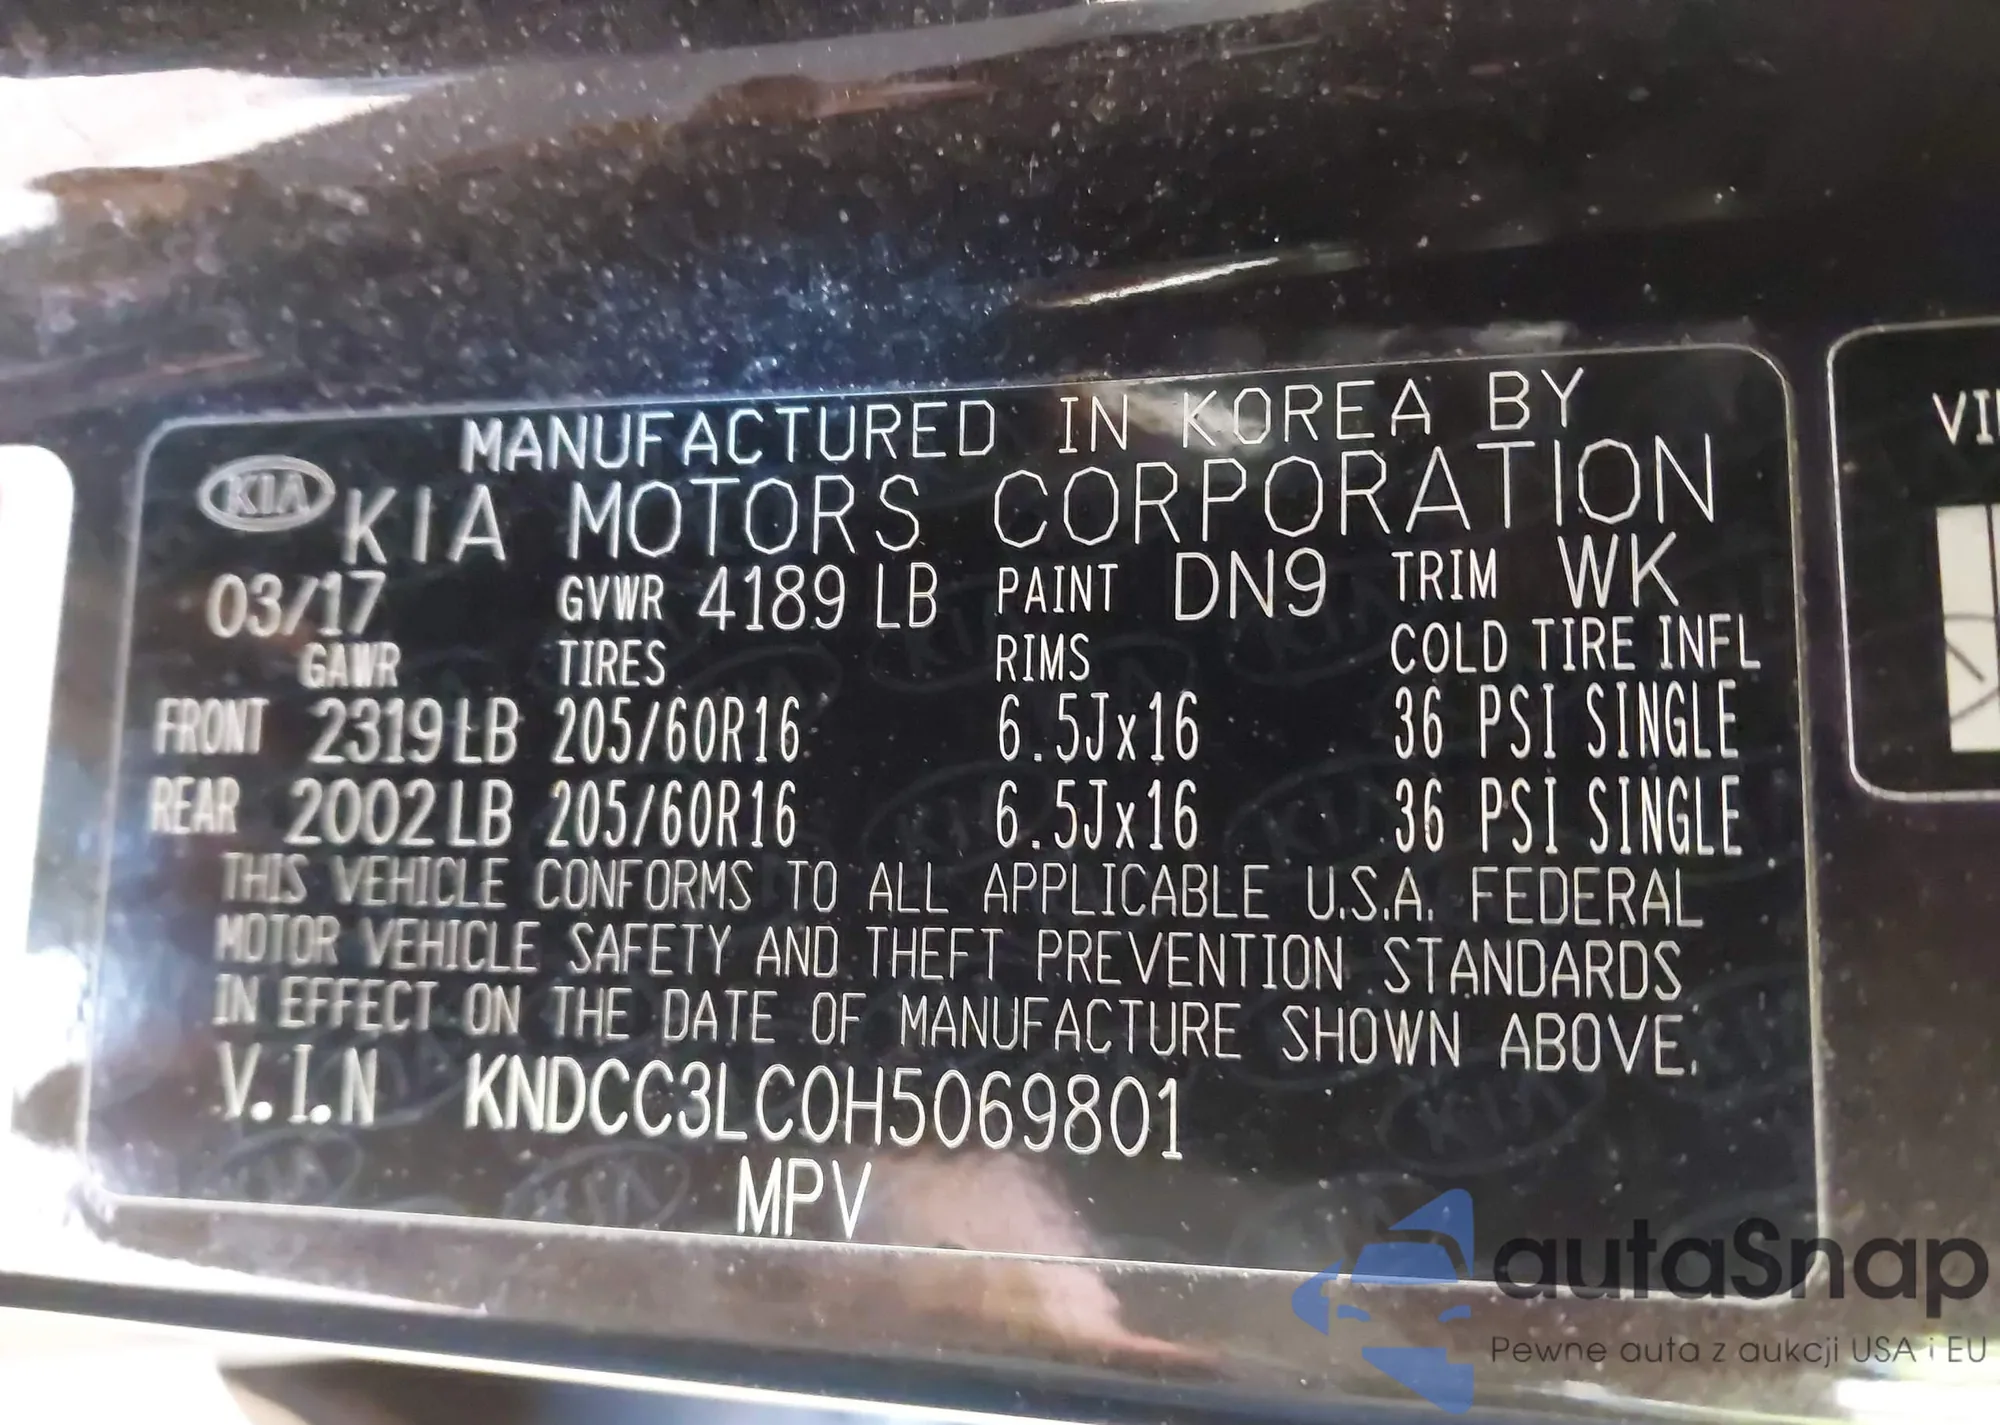 MANUFACTURED IN KOREA BY
KIA KIA MOTORS CORPORATION
03/17 GVWR 4189 LB PAINT DN9 TRIM WK
GAWR TIRES RIMS COLD TIRE INFL
FRONT 2319 LB 205/60R16 6.5Jx16 36 PSI SINGLE
REAR 2002 LB 205/60R16 6.5Jx16 36 PSI SINGLE
THIS VEHICLE CONFORMS TO ALL APPLICABLE U.S.A. FEDERAL
MOTOR VEHICLE SAFETY AND THEFT PREVENTION STANDARDS
IN EFFECT ON THE DATE OF MANUFACTURE SHOWN ABOVE.
V.I.N KNDCC3LC0H5069801
MPV
autaSnap
Pewne auta z aukcji USA i EU